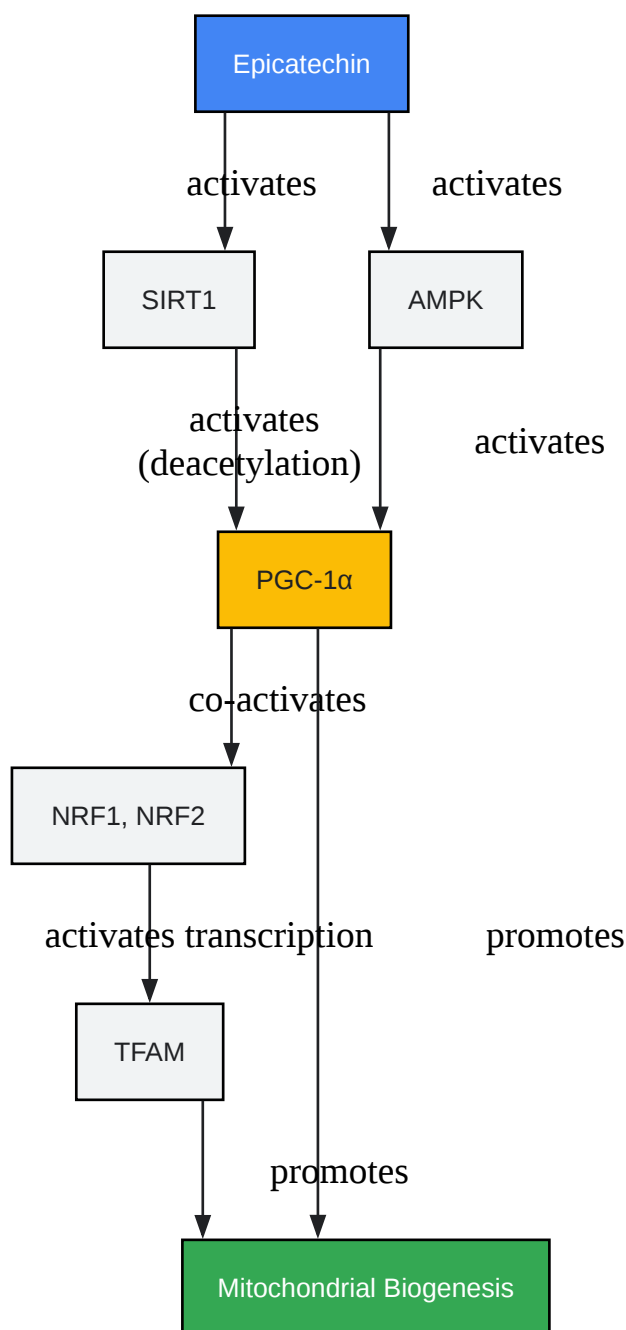 Epicatechin
activates
activates
SIRT1
AMPK
activates
(deacetylation)
activates
PGC-1α
co-activates
NRF1, NRF2
activates transcription
promotes
TFAM
promotes
Mitochondrial Biogenesis